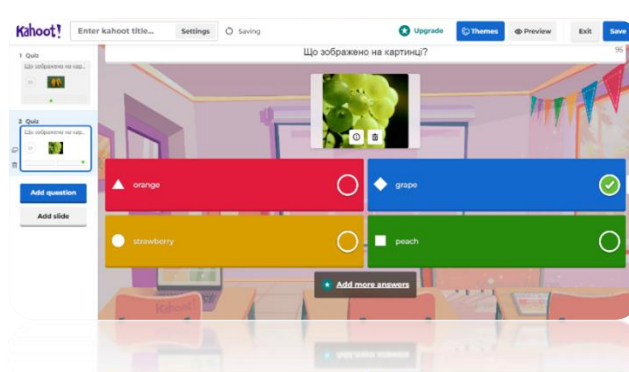 Kahoot! Enter kahoot title... Settings Saving Upgrade Themes Preview Exit Save
Що зображено на картинці? 95
1 Quiz
Що зображено на кар...
2 Quiz
Що зображено на кар...
Add question
Add slide
orange
grape
strawberry
peach
Add more answers
Kahoot!